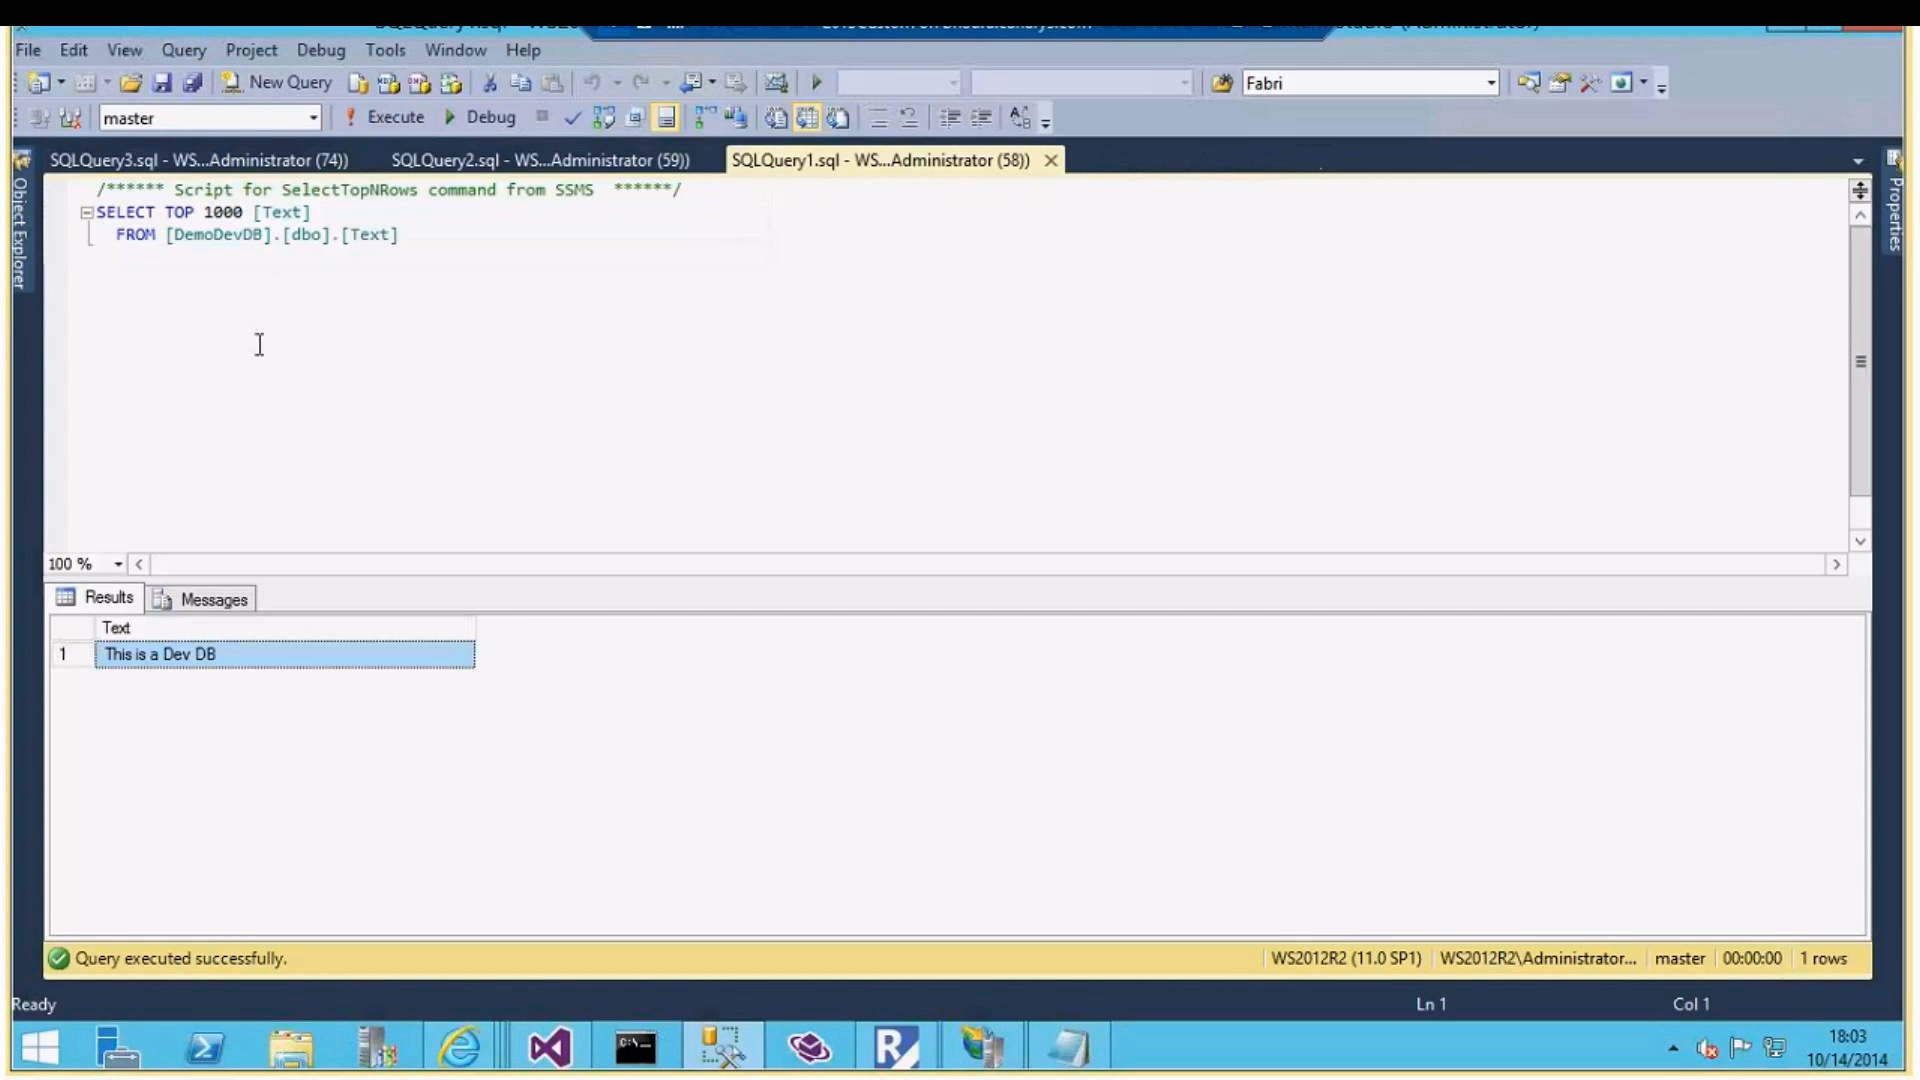 File Edit View Query Project Debug Tools Window Help
New Query Fabri
master Execute Debug
SQLQuery3.sql - WS...Administrator (74)) SQLQuery2.sql - WS...Administrator (59)) SQLQuery1.sql - WS...Administrator (58))
Object Explorer
Properties
/****** Script for SelectTopNRows command from SSMS ******/
SELECT TOP 1000 [Text]
FROM [DemoDevDB].[dbo].[Text]
100 %
Results Messages
Text
1 This is a Dev DB
Query executed successfully. WS2012R2 (11.0 SP1) WS2012R2\Administrator... master 00:00:00 1 rows
Ready Ln 1 Col 1
C:\_
18:03
10/14/2014